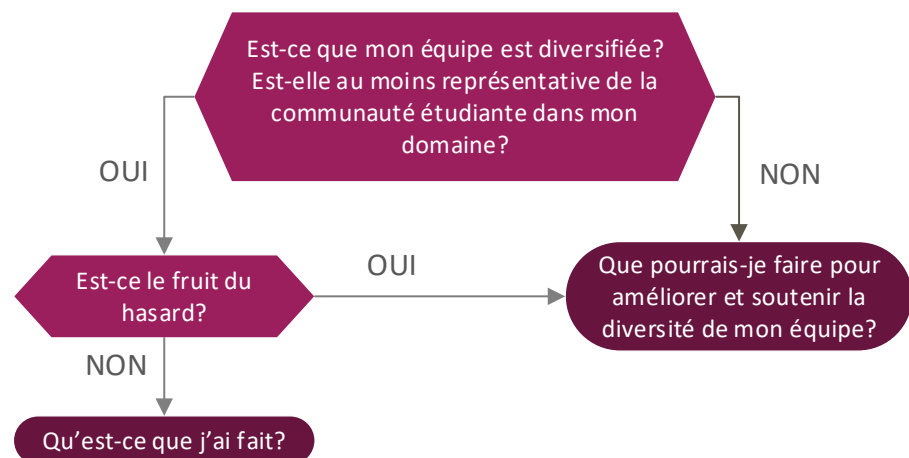 Est-ce que mon équipe est diversifiée?
Est-elle au moins représentative de la
communauté étudiante dans mon
domaine?
OUI
NON
Est-ce le fruit du
hasard?
OUI
Que pourrais-je faire pour
améliorer et soutenir la
diversité de mon équipe?
NON
Qu’est-ce que j’ai fait?